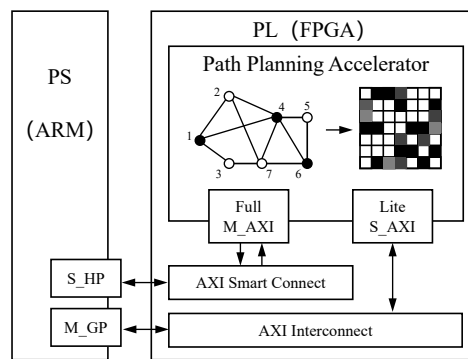 PS
(ARM)
PL (FPGA)
Path Planning Accelerator
2
4
5
1
3
7
6
Full
M_AXI
Lite
S_AXI
S_HP
AXI Smart Connect
M_GP
AXI Interconnect